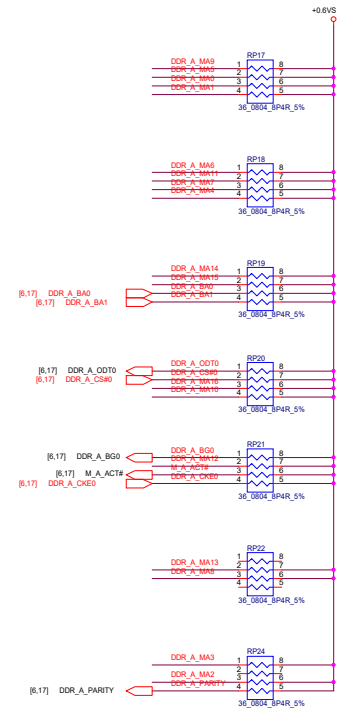 +0.6VS
RP17
DDR_A_MA9 1 8
DDR_A_MA5 2 7
DDR_A_MA0 3 6
DDR_A_MA1 4 5
36_0804_8P4R_5%
RP18
DDR_A_MA6 1 8
DDR_A_MA11 2 7
DDR_A_MA7 3 6
DDR_A_MA4 4 5
36_0804_8P4R_5%
RP19
DDR_A_MA14 1 8
DDR_A_MA15 2 7
[6,17] DDR_A_BA0 DDR_A_BA0 3 6
[6,17] DDR_A_BA1 DDR_A_BA1 4 5
36_0804_8P4R_5%
RP20
[6,17] DDR_A_ODT0 DDR_A_ODT0 1 8
[6,17] DDR_A_CS#0 DDR_A_CS#0 2 7
DDR_A_MA16 3 6
DDR_A_MA10 4 5
36_0804_8P4R_5%
RP21
[6,17] DDR_A_BG0 DDR_A_BG0 1 8
DDR_A_MA12 2 7
[6,17] M_A_ACT# M_A_ACT# 3 6
[6,17] DDR_A_CKE0 DDR_A_CKE0 4 5
36_0804_8P4R_5%
RP22
1 8
DDR_A_MA13 2 7
DDR_A_MA8 3 6
4 5
36_0804_8P4R_5%
RP24
DDR_A_MA3 1 8
2 7
DDR_A_MA2 3 6
[6,17] DDR_A_PARITY DDR_A_PARITY 4 5
36_0804_8P4R_5%